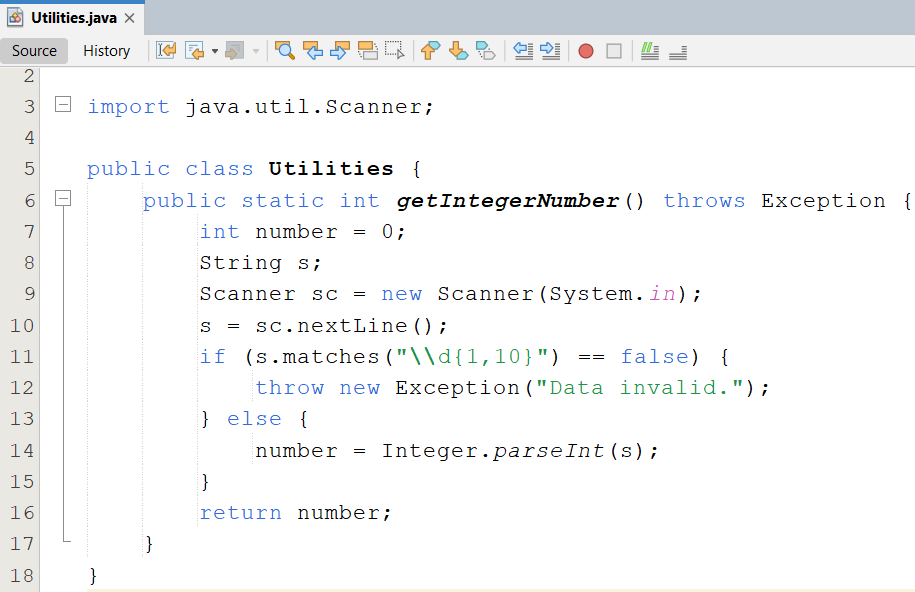 Utilities.java ×
Source History
2
3 import java.util.Scanner;
4
5 public class Utilities {
6 public static int getIntegerNumber() throws Exception {
7 int number = 0;
8 String s;
9 Scanner sc = new Scanner(System.in);
10 s = sc.nextLine();
11 if (s.matches("\\d{1,10}") == false) {
12 throw new Exception("Data invalid.");
13 } else {
14 number = Integer.parseInt(s);
15 }
16 return number;
17 }
18 }